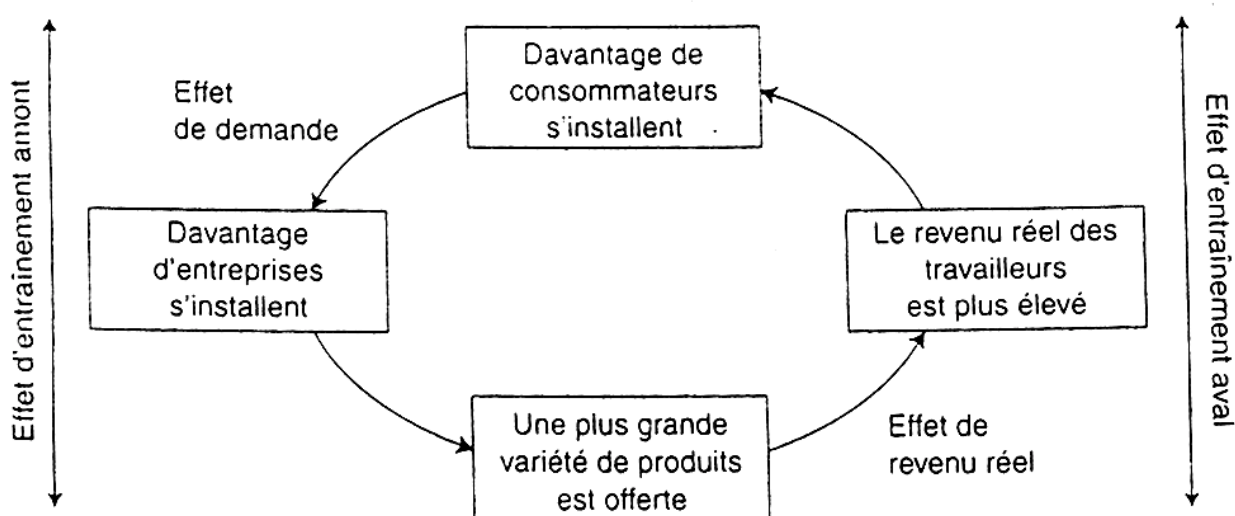 Davantage de
consommateurs
s'installent
Effet
de demande
Davantage
d'entreprises
s'installent
Le revenu réel des
travailleurs
est plus élevé
Une plus grande
variété de produits
est offerte
Effet de
revenu réel
Effet d'entraînement amont
Effet d'entraînement aval